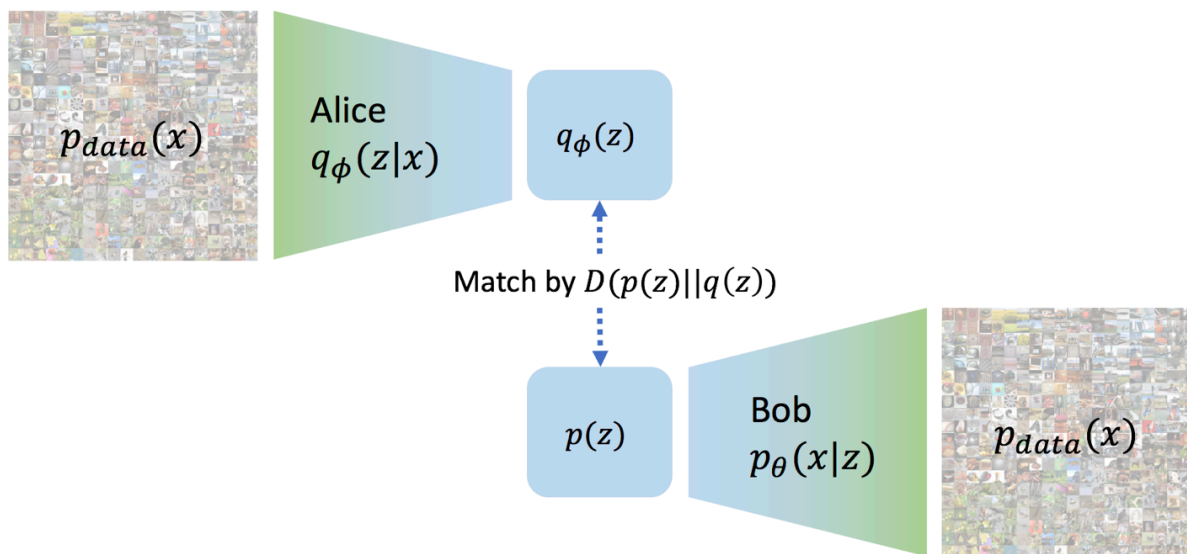 p_data(x)
Alice
q_ϕ(z|x)
q_ϕ(z)
Match by D(p(z)||q(z))
p(z)
Bob
p_θ(x|z)
p_data(x)